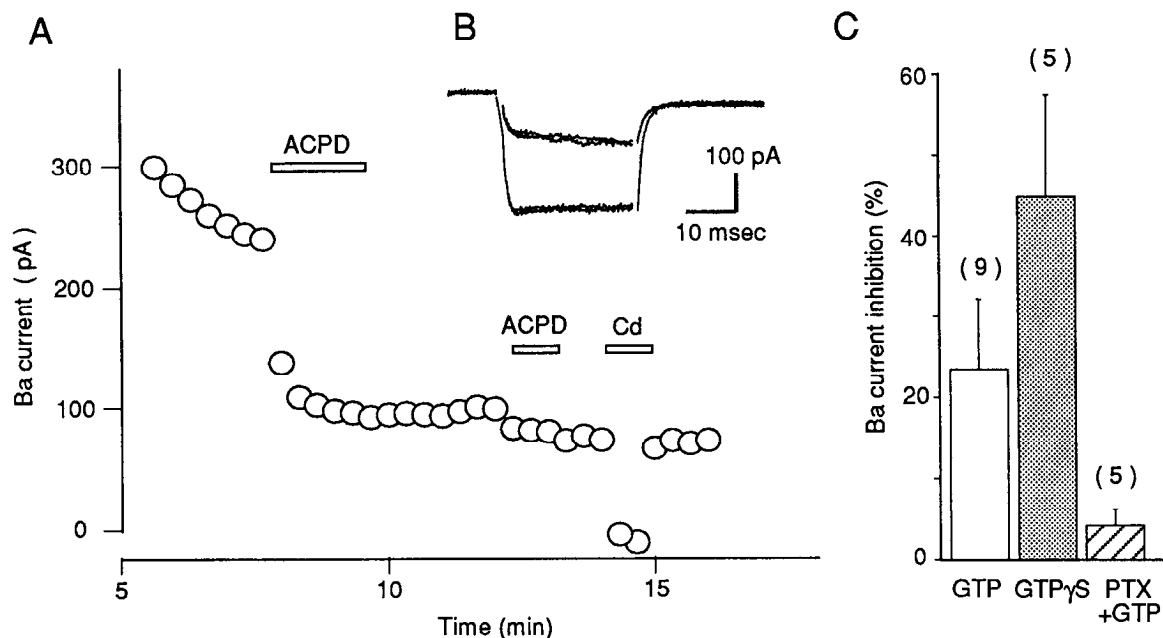 A
B
C
ACPD
100 pA
10 msec
ACPD
Cd
Ba current (pA)
300
200
100
0
5
10
15
Time (min)
Ba current inhibition (%)
60
40
20
0
(9)
(5)
(5)
GTP
GTPγS
PTX
+GTP